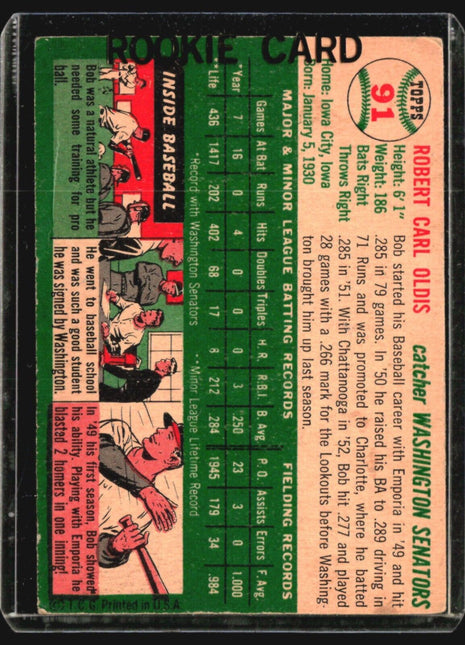 ROOKIE CARD
TOPPS
91
ROBERT CARL OLDIS catcher WASHINGTON SENATORS
Height: 6' 1"
Weight: 186
Bats Right
Throws Right
Home: Iowa City, Iowa
Born: January 5, 1930
Bob started his Baseball career with Emporia in '49 and hit
.285 in 79 games. In '50 he raised his BA to .289 driving in
71 Runs and was promoted to Charlotte, where he batted
.285 in '51. With Chattanooga in '52, Bob hit .277 and played
28 games with a .266 mark for the Lookouts before Washing-
ton brought him up last season.
MAJOR & MINOR LEAGUE BATTING RECORDS FIELDING RECORDS
Games At Bat Runs Hits Doubles Triples H.R. R.B.I. B. Avg. P.O. Assists Errors F. Avg.
*Year 7 16 0 4 0 0 0 3 .250 23 3 0 1.000
**Life 436 1417 202 402 68 17 8 212 .284 1945 179 34 .984
*Record with Washington Senators **Minor League Lifetime Record
INSIDE BASEBALL
Bob was a natural athlete but he
needed some training for pro
ball.
He went to baseball school
and was such a good student
he was signed by Washington.
In '49 his first season, Bob showed
his ability. Playing with Emporia he
blasted 2 homers in one inning!
T.C.G. Printed in U.S.A.